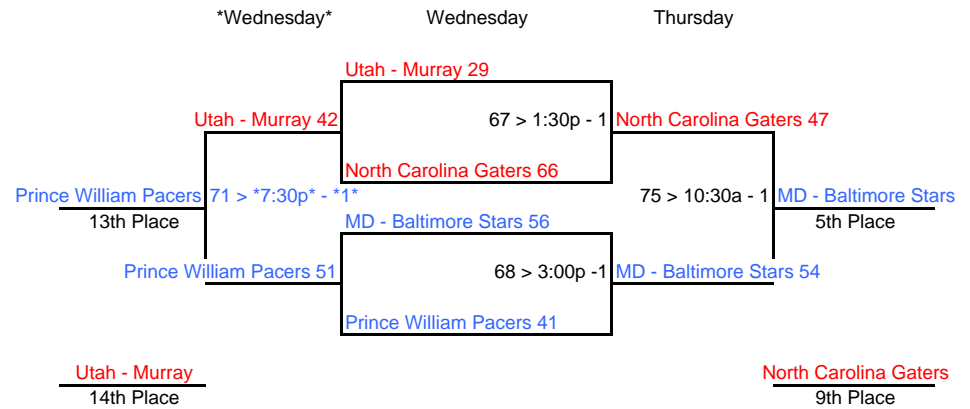 *Wednesday* Wednesday Thursday
Utah - Murray 29
Utah - Murray 42 67 > 1:30p - 1 North Carolina Gaters 47
North Carolina Gaters 66
Prince William Pacers 71 > *7:30p* - *1* 75 > 10:30a - 1 MD - Baltimore Stars
13th Place MD - Baltimore Stars 56 5th Place
Prince William Pacers 51 68 > 3:00p -1 MD - Baltimore Stars 54
Prince William Pacers 41
Utah - Murray North Carolina Gaters
14th Place 9th Place